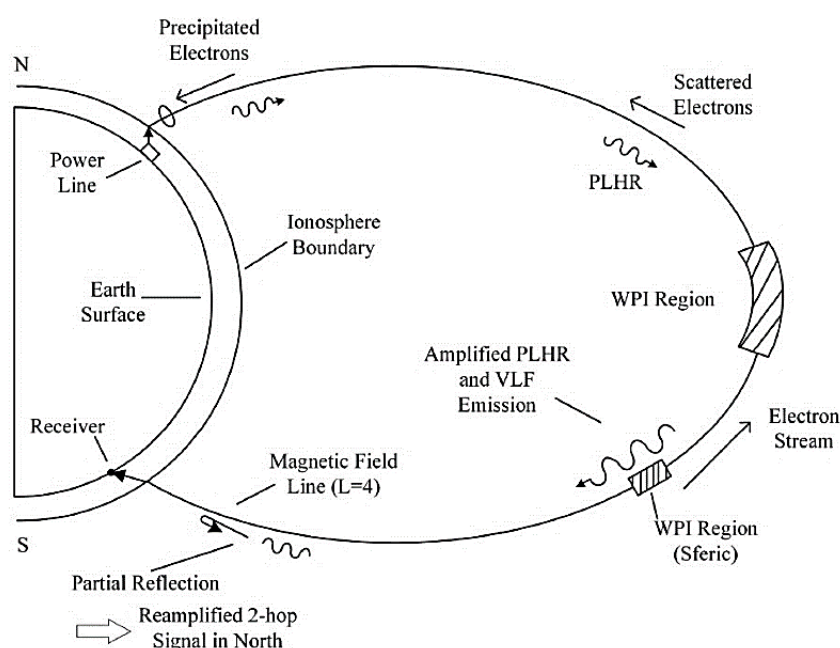 Precipitated
Electrons
N
Scattered
Electrons
Power
Line
PLHR
Ionosphere
Boundary
Earth
Surface
WPI Region
Amplified PLHR
and VLF
Emission
Receiver
Electron
Stream
Magnetic Field
Line (L=4)
WPI Region
(Sferic)
S
Partial Reflection
Reamplified 2-hop
Signal in North